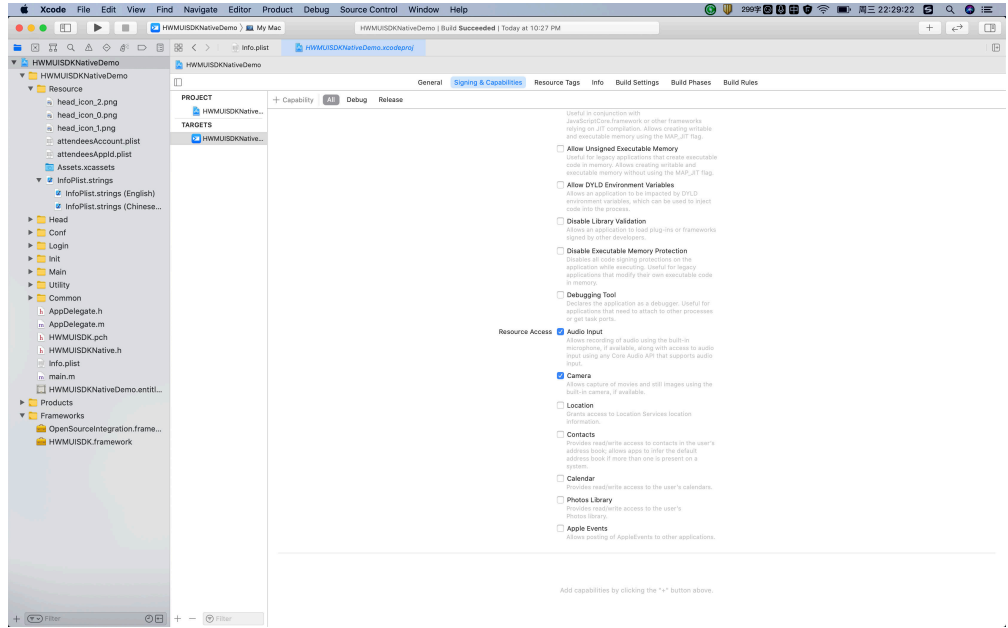 Xcode File Edit View Find Navigate Editor Product Debug Source Control Window Help 299字 周三 22:29:22
HWMUISDKNativeDemo 〉 My Mac HWMUISDKNativeDemo | Build Succeeded | Today at 10:27 PM
Info.plist HWMUISDKNativeDemo.xcodeproj
HWMUISDKNativeDemo
HWMUISDKNativeDemo
Resource
head_icon_2.png
head_icon_0.png
head_icon_1.png
attendeesAccount.plist
attendeesAppId.plist
Assets.xcassets
InfoPlist.strings
InfoPlist.strings (English)
InfoPlist.strings (Chinese...
Head
Conf
Login
Init
Main
Utility
Common
AppDelegate.h
AppDelegate.m
HWMUISDK.pch
HWMUISDKNative.h
Info.plist
main.m
HWMUISDKNativeDemo.entitl...
Products
Frameworks
OpenSourceIntegration.frame...
HWMUISDK.framework
Filter
HWMUISDKNativeDemo
General Signing & Capabilities Resource Tags Info Build Settings Build Phases Build Rules
PROJECT
HWMUISDKNative...
TARGETS
HWMUISDKNative...
Filter
+ Capability All Debug Release
Useful in conjunction with
JavaScriptCore.framework or other frameworks
relying on JIT compilation. Allows creating writable
and executable memory using the MAP_JIT flag.
Allow Unsigned Executable Memory
Useful for legacy applications that create executable
code in memory. Allows creating writable and
executable memory without using the MAP_JIT flag.
Allow DYLD Environment Variables
Allows an application to be impacted by DYLD
environment variables, which can be used to inject
code into the process.
Disable Library Validation
Allows an application to load plug-ins or frameworks
signed by other developers.
Disable Executable Memory Protection
Disables all code signing protections on the
application while executing. Useful for legacy
applications that modify their own executable code
in memory.
Debugging Tool
Declares the application as a debugger. Useful for
applications that need to attach to other processes
or get task ports.
Resource Access Audio Input
Allows recording of audio using the built-in
microphone, if available, along with access to audio
input using any Core Audio API that supports audio
input.
Camera
Allows capture of movies and still images using the
built-in camera, if available.
Location
Grants access to Location Services location
information.
Contacts
Provides read/write access to contacts in the user's
address book; allows apps to infer the default
address book if more than one is present on a
system.
Calendar
Provides read/write access to the user's calendars.
Photos Library
Provides read/write access to the user's
Photos library.
Apple Events
Allows posting of AppleEvents to other applications.
Add capabilities by clicking the "+" button above.